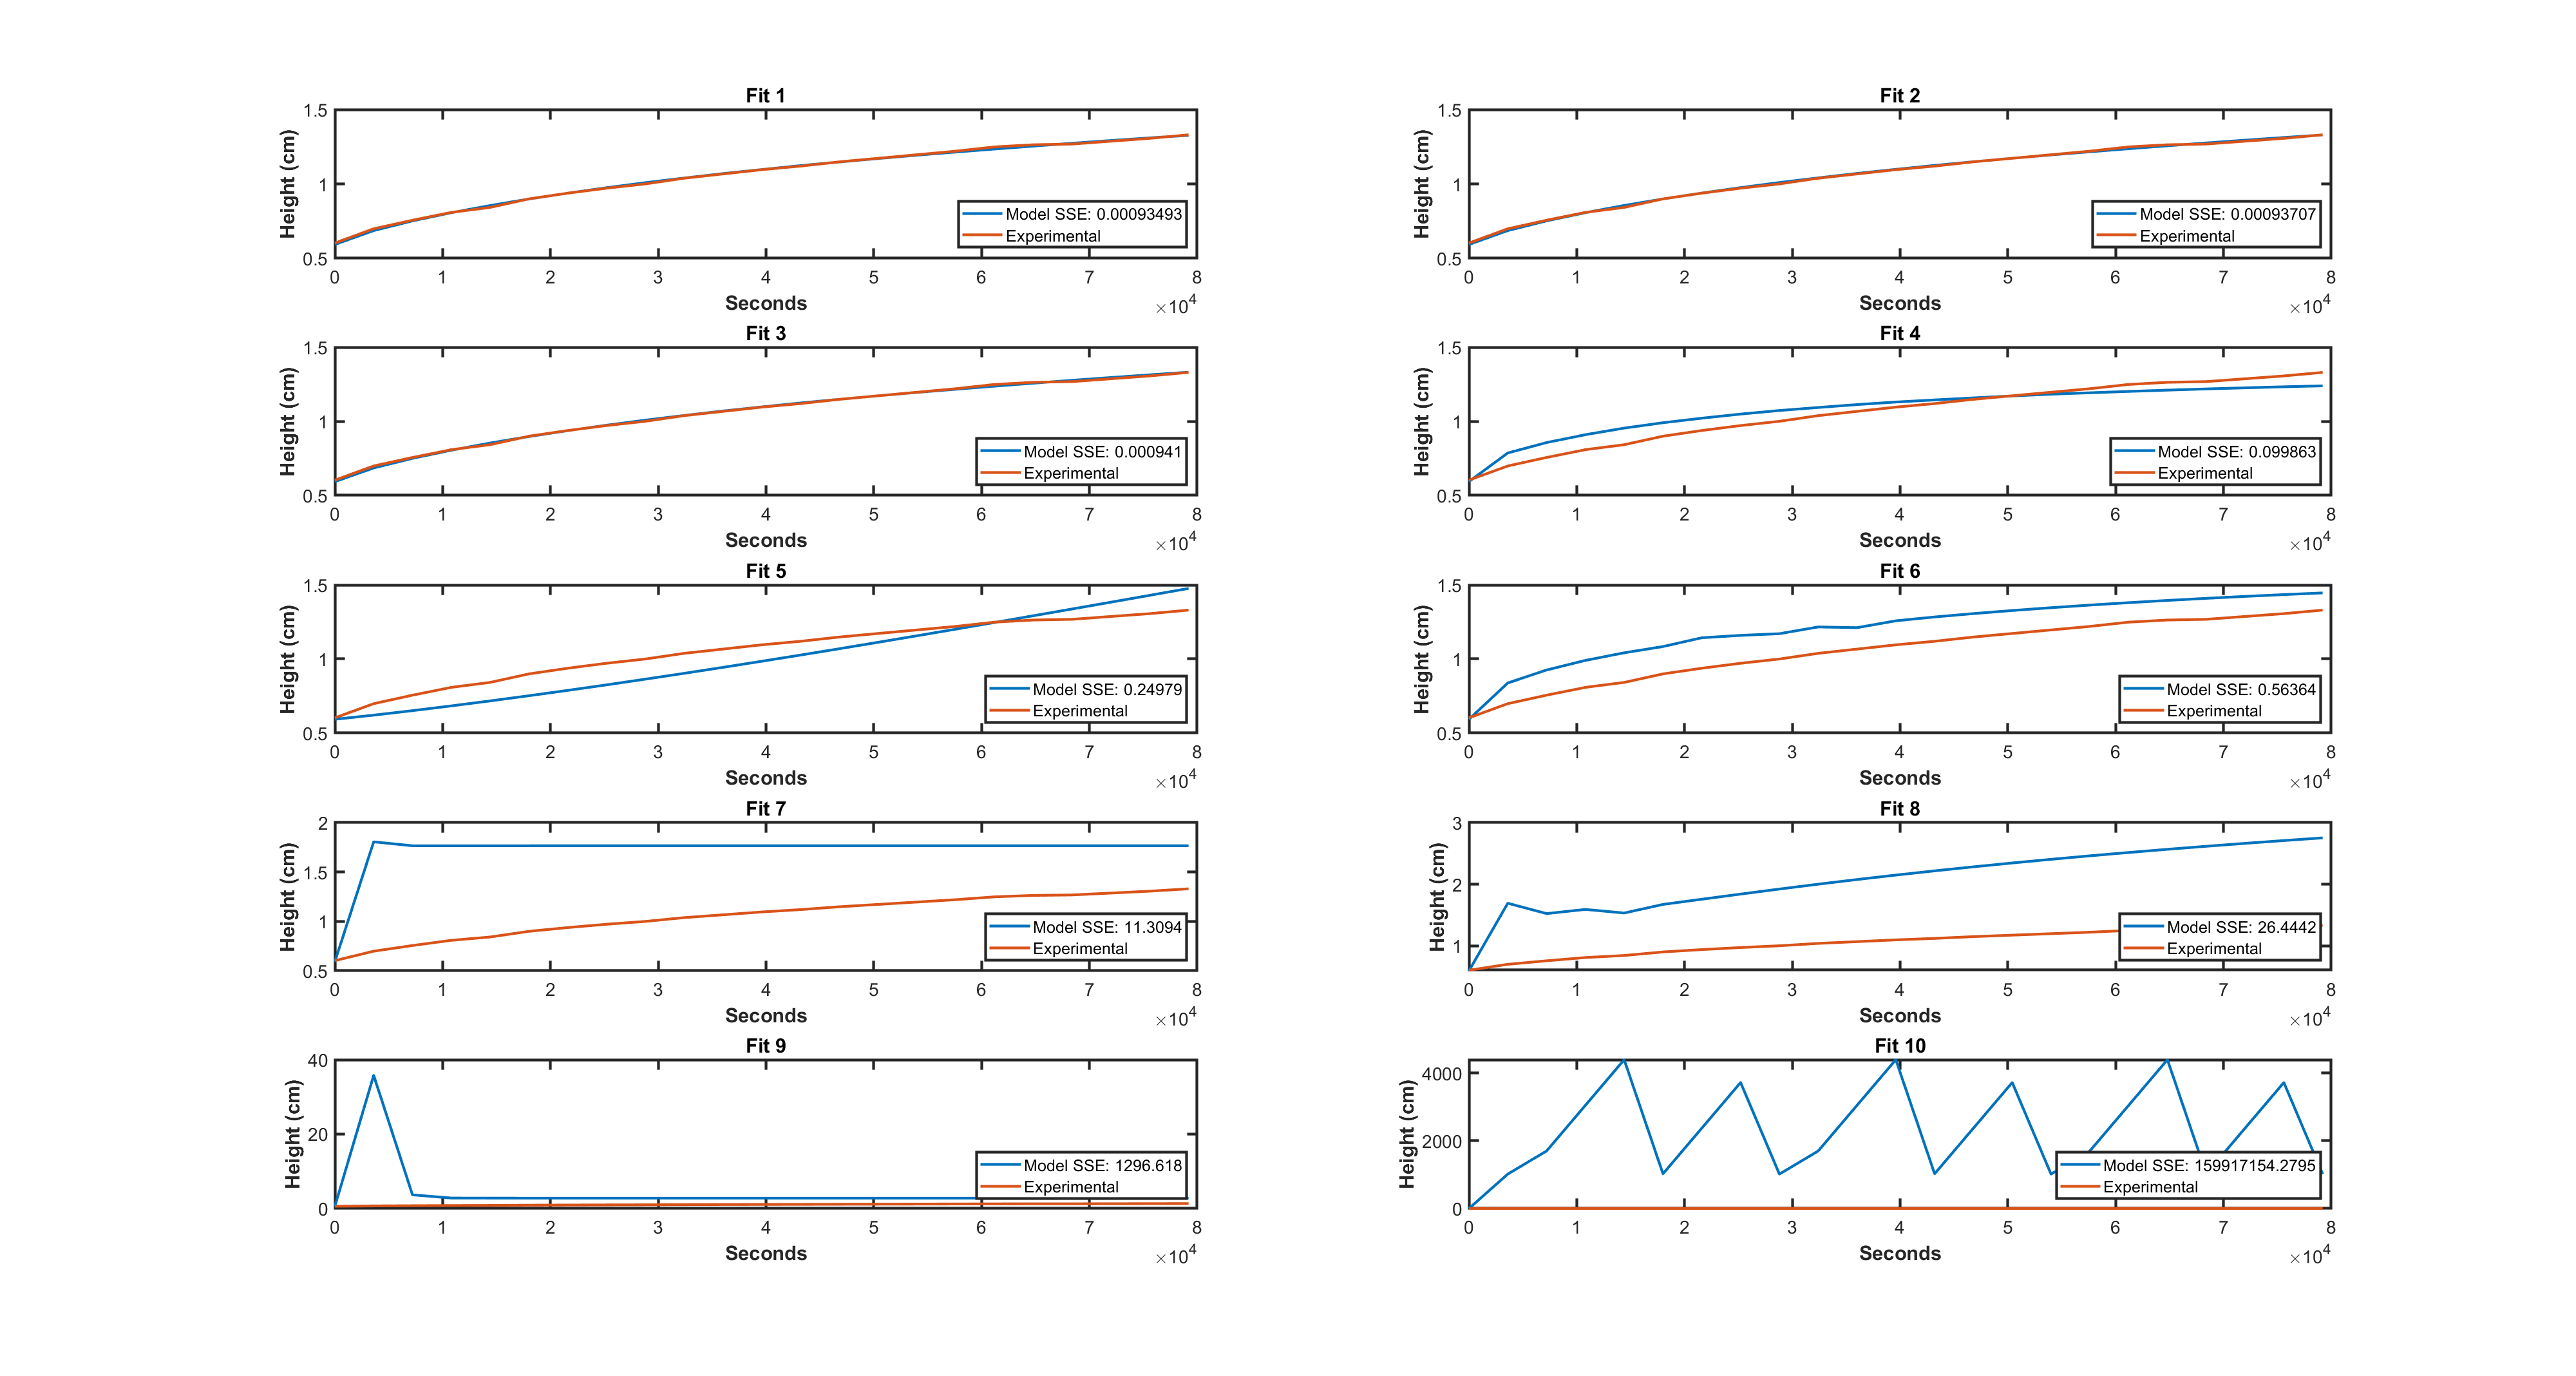 Fit 1
1.5
1
0.5
Height (cm)
Model SSE: 0.00093493
Experimental
0 1 2 3 4 5 6 7 8
Seconds
×10^4
Fit 2
1.5
1
0.5
Height (cm)
Model SSE: 0.00093707
Experimental
0 1 2 3 4 5 6 7 8
Seconds
×10^4
Fit 3
1.5
1
0.5
Height (cm)
Model SSE: 0.000941
Experimental
0 1 2 3 4 5 6 7 8
Seconds
×10^4
Fit 4
1.5
1
0.5
Height (cm)
Model SSE: 0.099863
Experimental
0 1 2 3 4 5 6 7 8
Seconds
×10^4
Fit 5
1.5
1
0.5
Height (cm)
Model SSE: 0.24979
Experimental
0 1 2 3 4 5 6 7 8
Seconds
×10^4
Fit 6
1.5
1
0.5
Height (cm)
Model SSE: 0.56364
Experimental
0 1 2 3 4 5 6 7 8
Seconds
×10^4
Fit 7
2
1.5
1
0.5
Height (cm)
Model SSE: 11.3094
Experimental
0 1 2 3 4 5 6 7 8
Seconds
×10^4
Fit 8
3
2
1
Height (cm)
Model SSE: 26.4442
Experimental
0 1 2 3 4 5 6 7 8
Seconds
×10^4
Fit 9
40
20
0
Height (cm)
Model SSE: 1296.618
Experimental
0 1 2 3 4 5 6 7 8
Seconds
×10^4
Fit 10
4000
2000
0
Height (cm)
Model SSE: 159917154.2795
Experimental
0 1 2 3 4 5 6 7 8
Seconds
×10^4